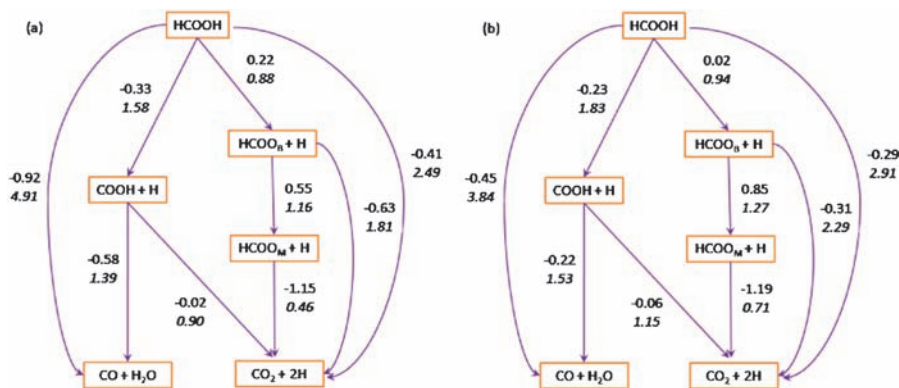 (a)
HCOOH
-0.33
1.58
0.22
0.88
HCOO_B + H
-0.92
4.91
COOH + H
0.55
1.16
-0.63
1.81
-0.41
2.49
HCOO_M + H
-0.58
1.39
-0.02
0.90
-1.15
0.46
CO + H₂O
CO₂ + 2H
(b)
HCOOH
-0.23
1.83
0.02
0.94
HCOO_B + H
-0.45
3.84
COOH + H
0.85
1.27
-0.31
2.29
-0.29
2.91
HCOO_M + H
-0.22
1.53
-0.06
1.15
-1.19
0.71
CO + H₂O
CO₂ + 2H